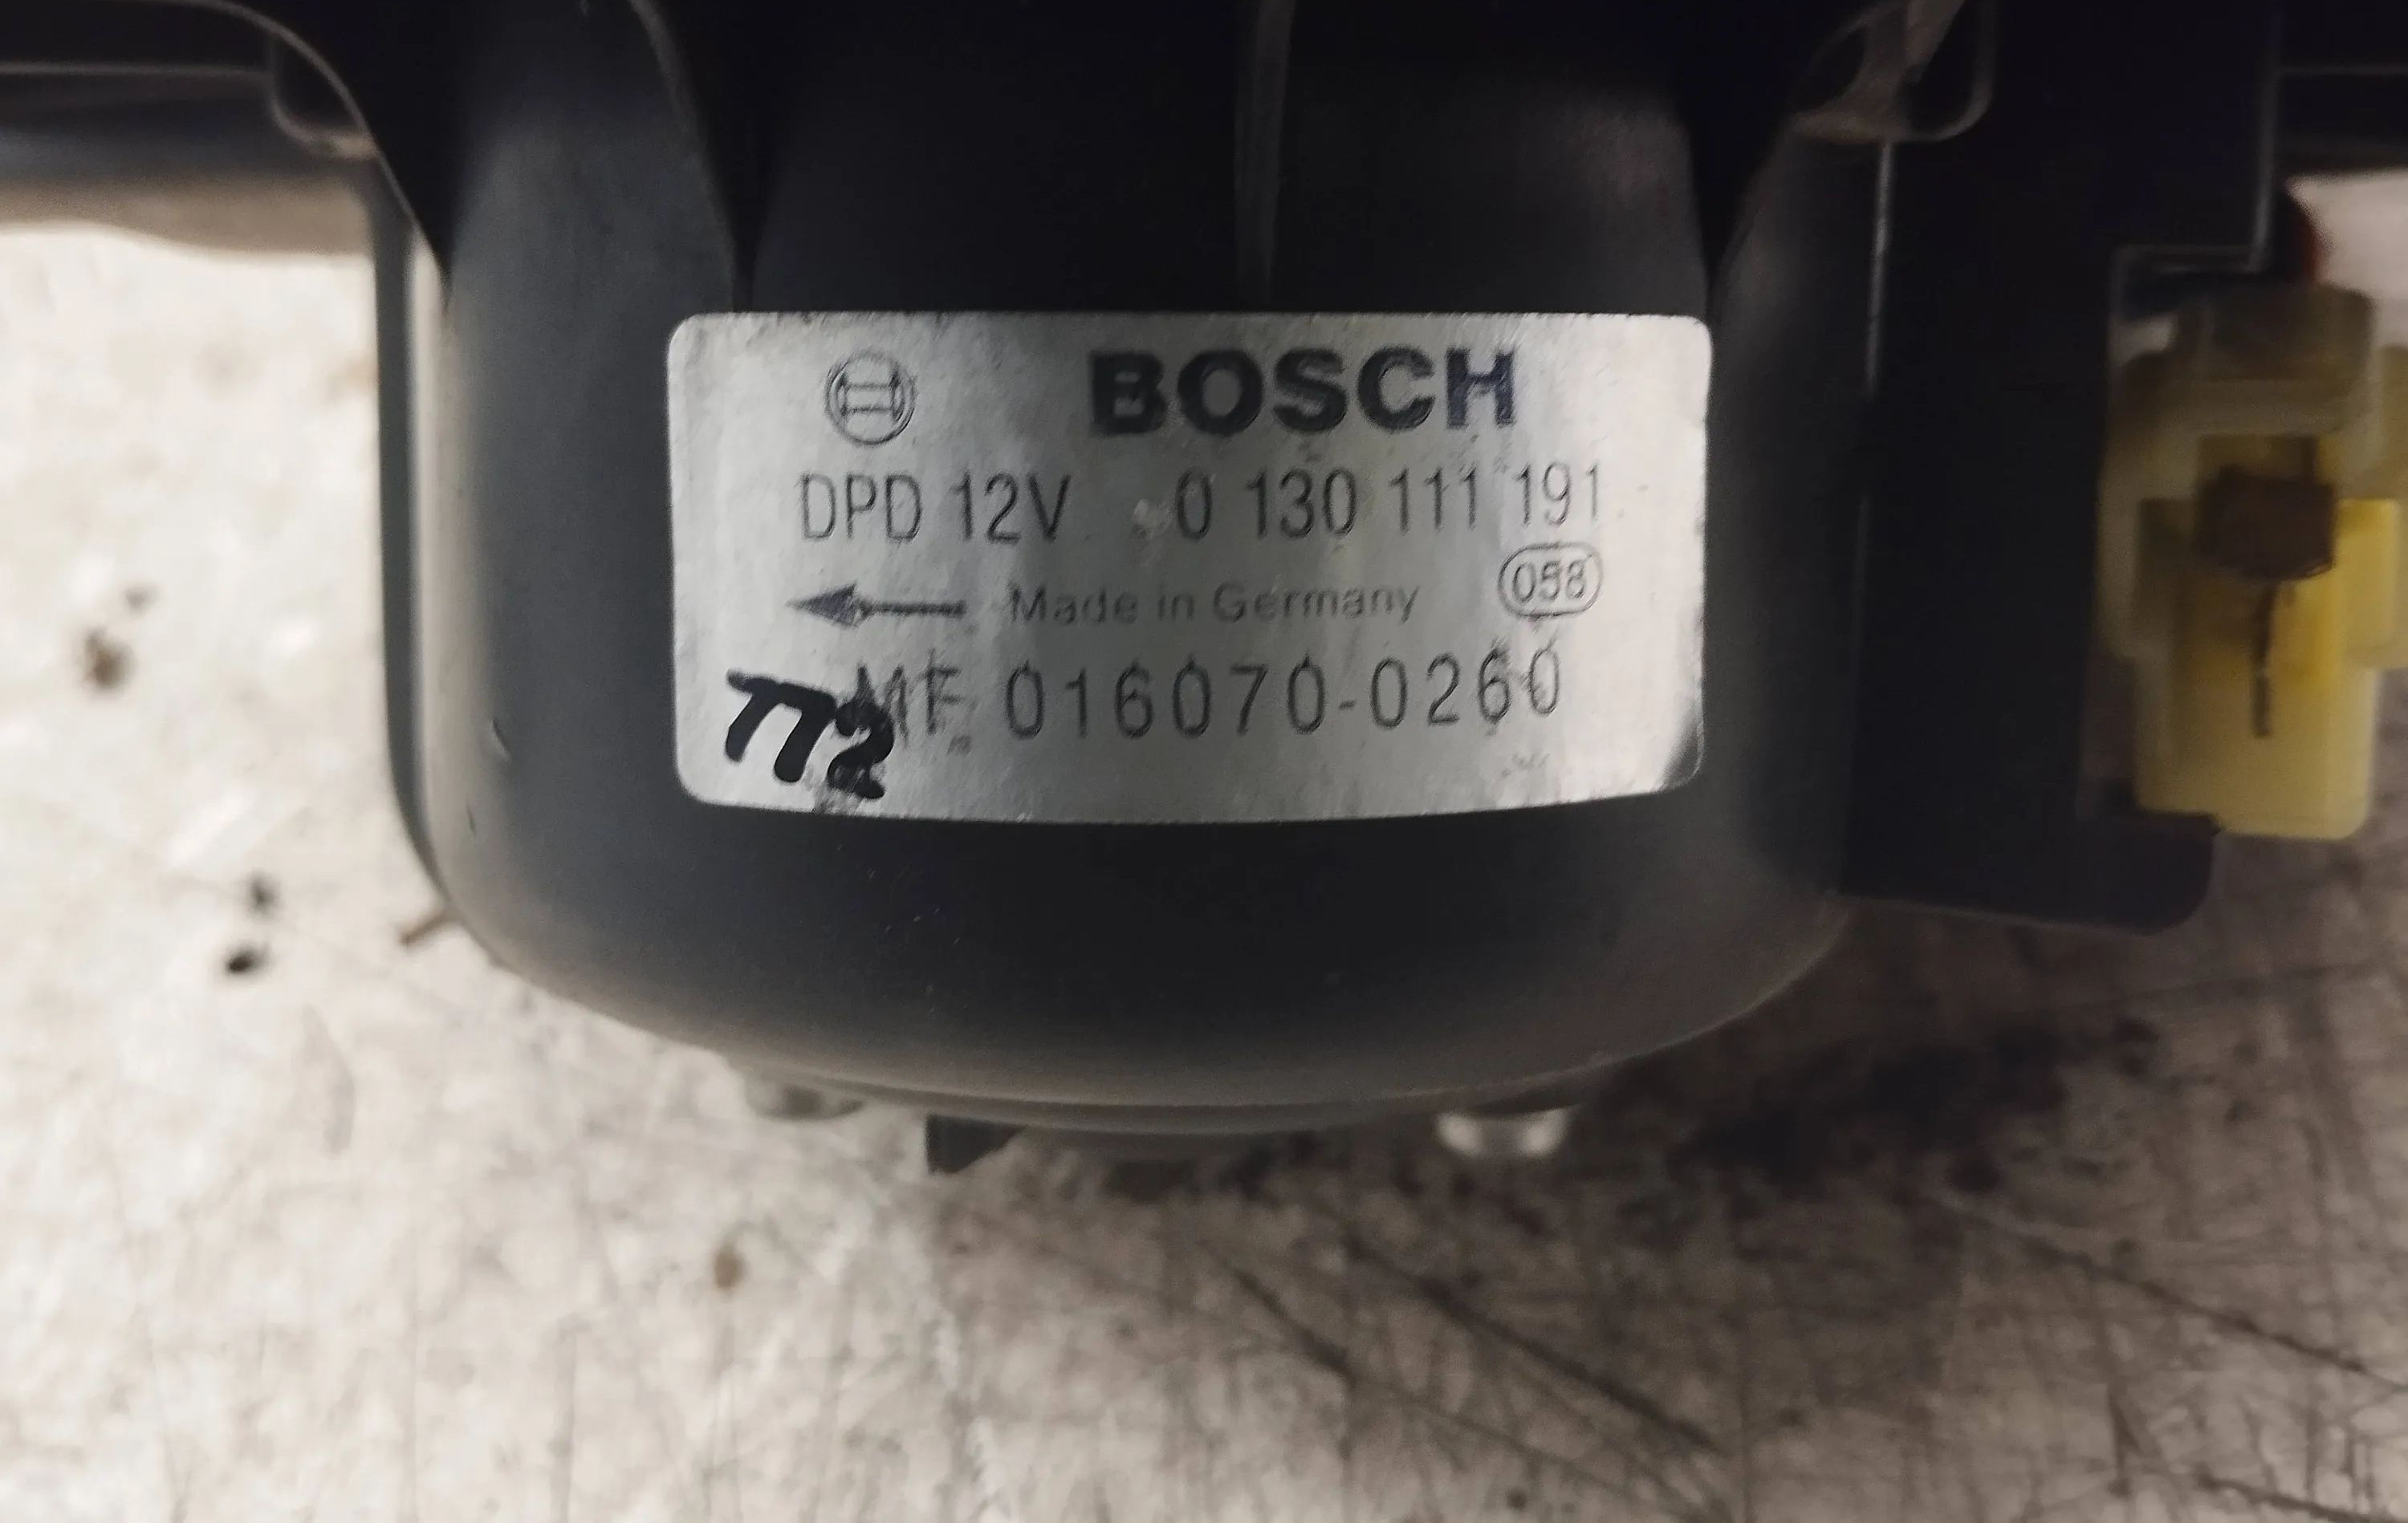 BOSCH
DPD 12V 0 130 111 191
Made in Germany 058
772 MF 016070-0260